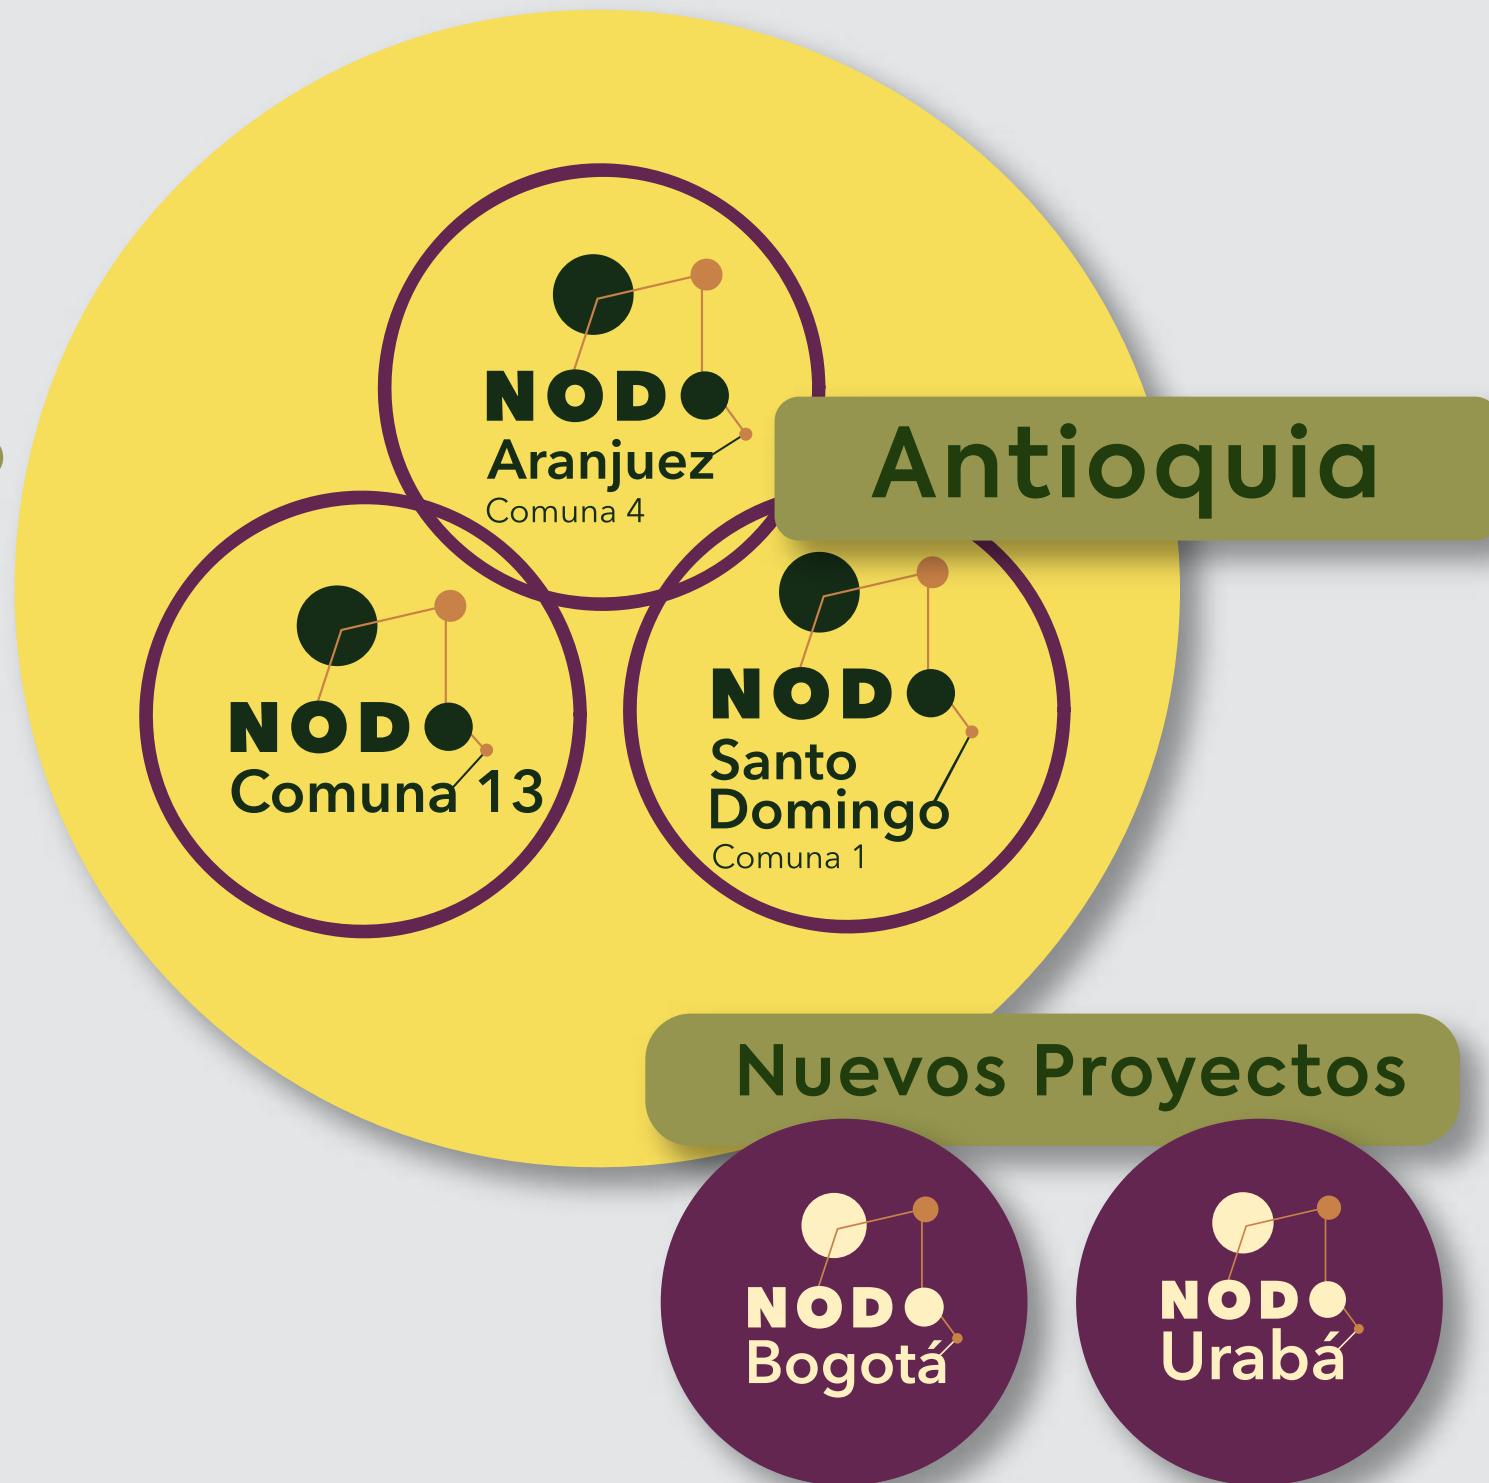 NODO
Aranjuez
Comuna 4
Antioquia
NODO
Comuna 13
NODO
Santo
Domingo
Comuna 1
Nuevos Proyectos
NODO
Bogotá
NODO
Urabá